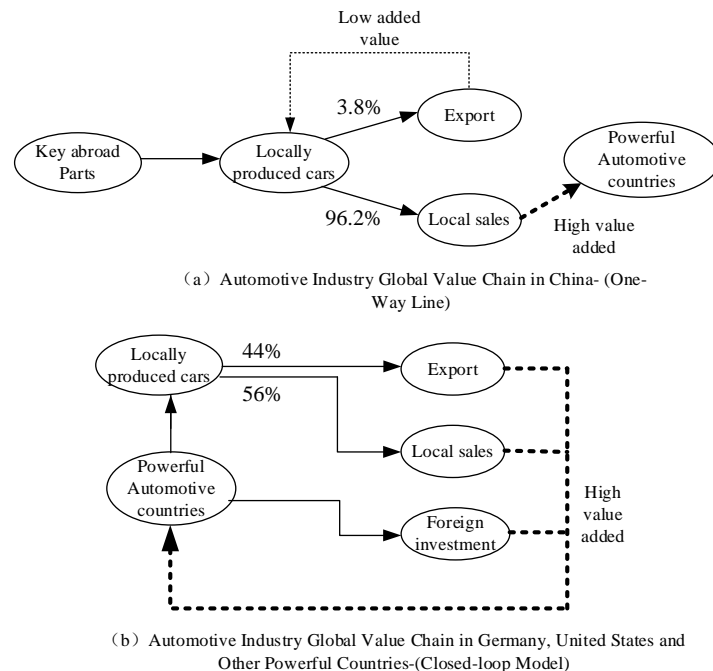 Low added
value
3.8%
Export
Key abroad
Parts
Locally
produced cars
Powerful
Automotive
countries
96.2%
Local sales
High value
added
（a）Automotive Industry Global Value Chain in China- (One-
Way Line)
Locally
produced cars
44%
56%
Export
Local sales
Powerful
Automotive
countries
Foreign
investment
High
value
added
（b）Automotive Industry Global Value Chain in Germany, United States and
Other Powerful Countries-(Closed-loop Model)